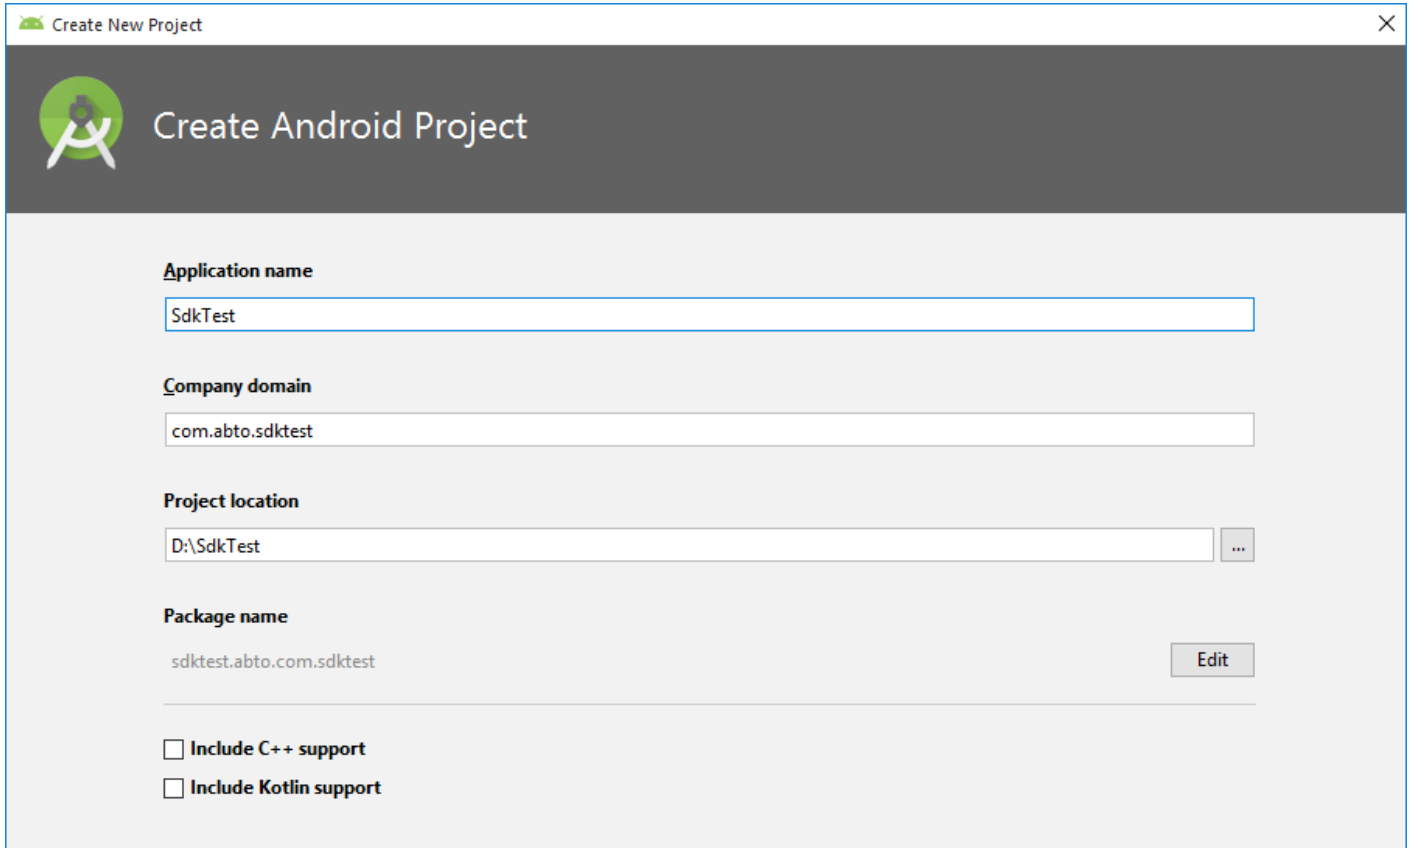 Create New Project
Create Android Project
Application name
SdkTest
Company domain
com.abto.sdktest
Project location
D:\SdkTest
...
Package name
sdktest.abto.com.sdktest
Edit
Include C++ support
Include Kotlin support